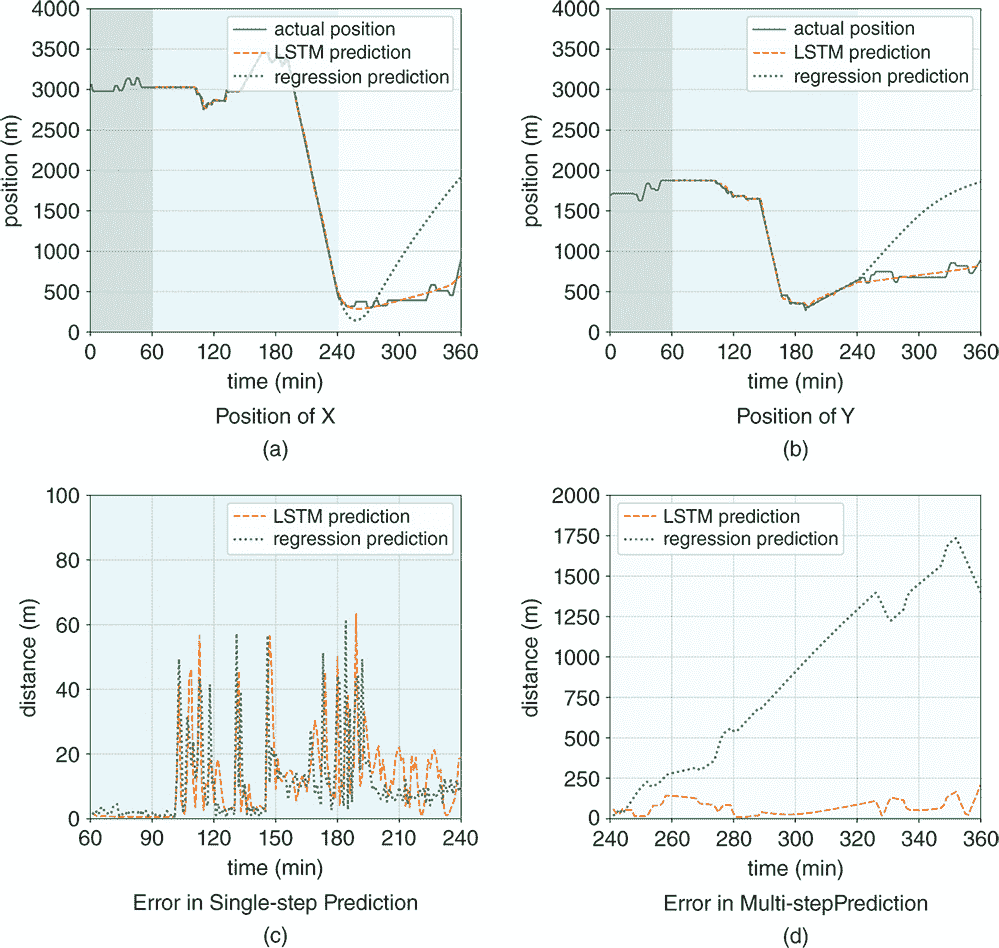 4000
3500
3000
2500
2000
1500
1000
500
0
position (m)
actual position
LSTM prediction
regression prediction
0 60 120 180 240 300 360
time (min)
Position of X
(a)
4000
3500
3000
2500
2000
1500
1000
500
0
position (m)
actual position
LSTM prediction
regression prediction
0 60 120 180 240 300 360
time (min)
Position of Y
(b)
100
80
60
40
20
0
distance (m)
LSTM prediction
regression prediction
60 90 110 120 150 180 210 240
time (min)
Error in Single-step Prediction
(c)
2000
1750
1500
1250
1000
750
500
250
0
distance (m)
LSTM prediction
regression prediction
240 260 280 300 320 340 360
time (min)
Error in Multi-stepPrediction
(d)